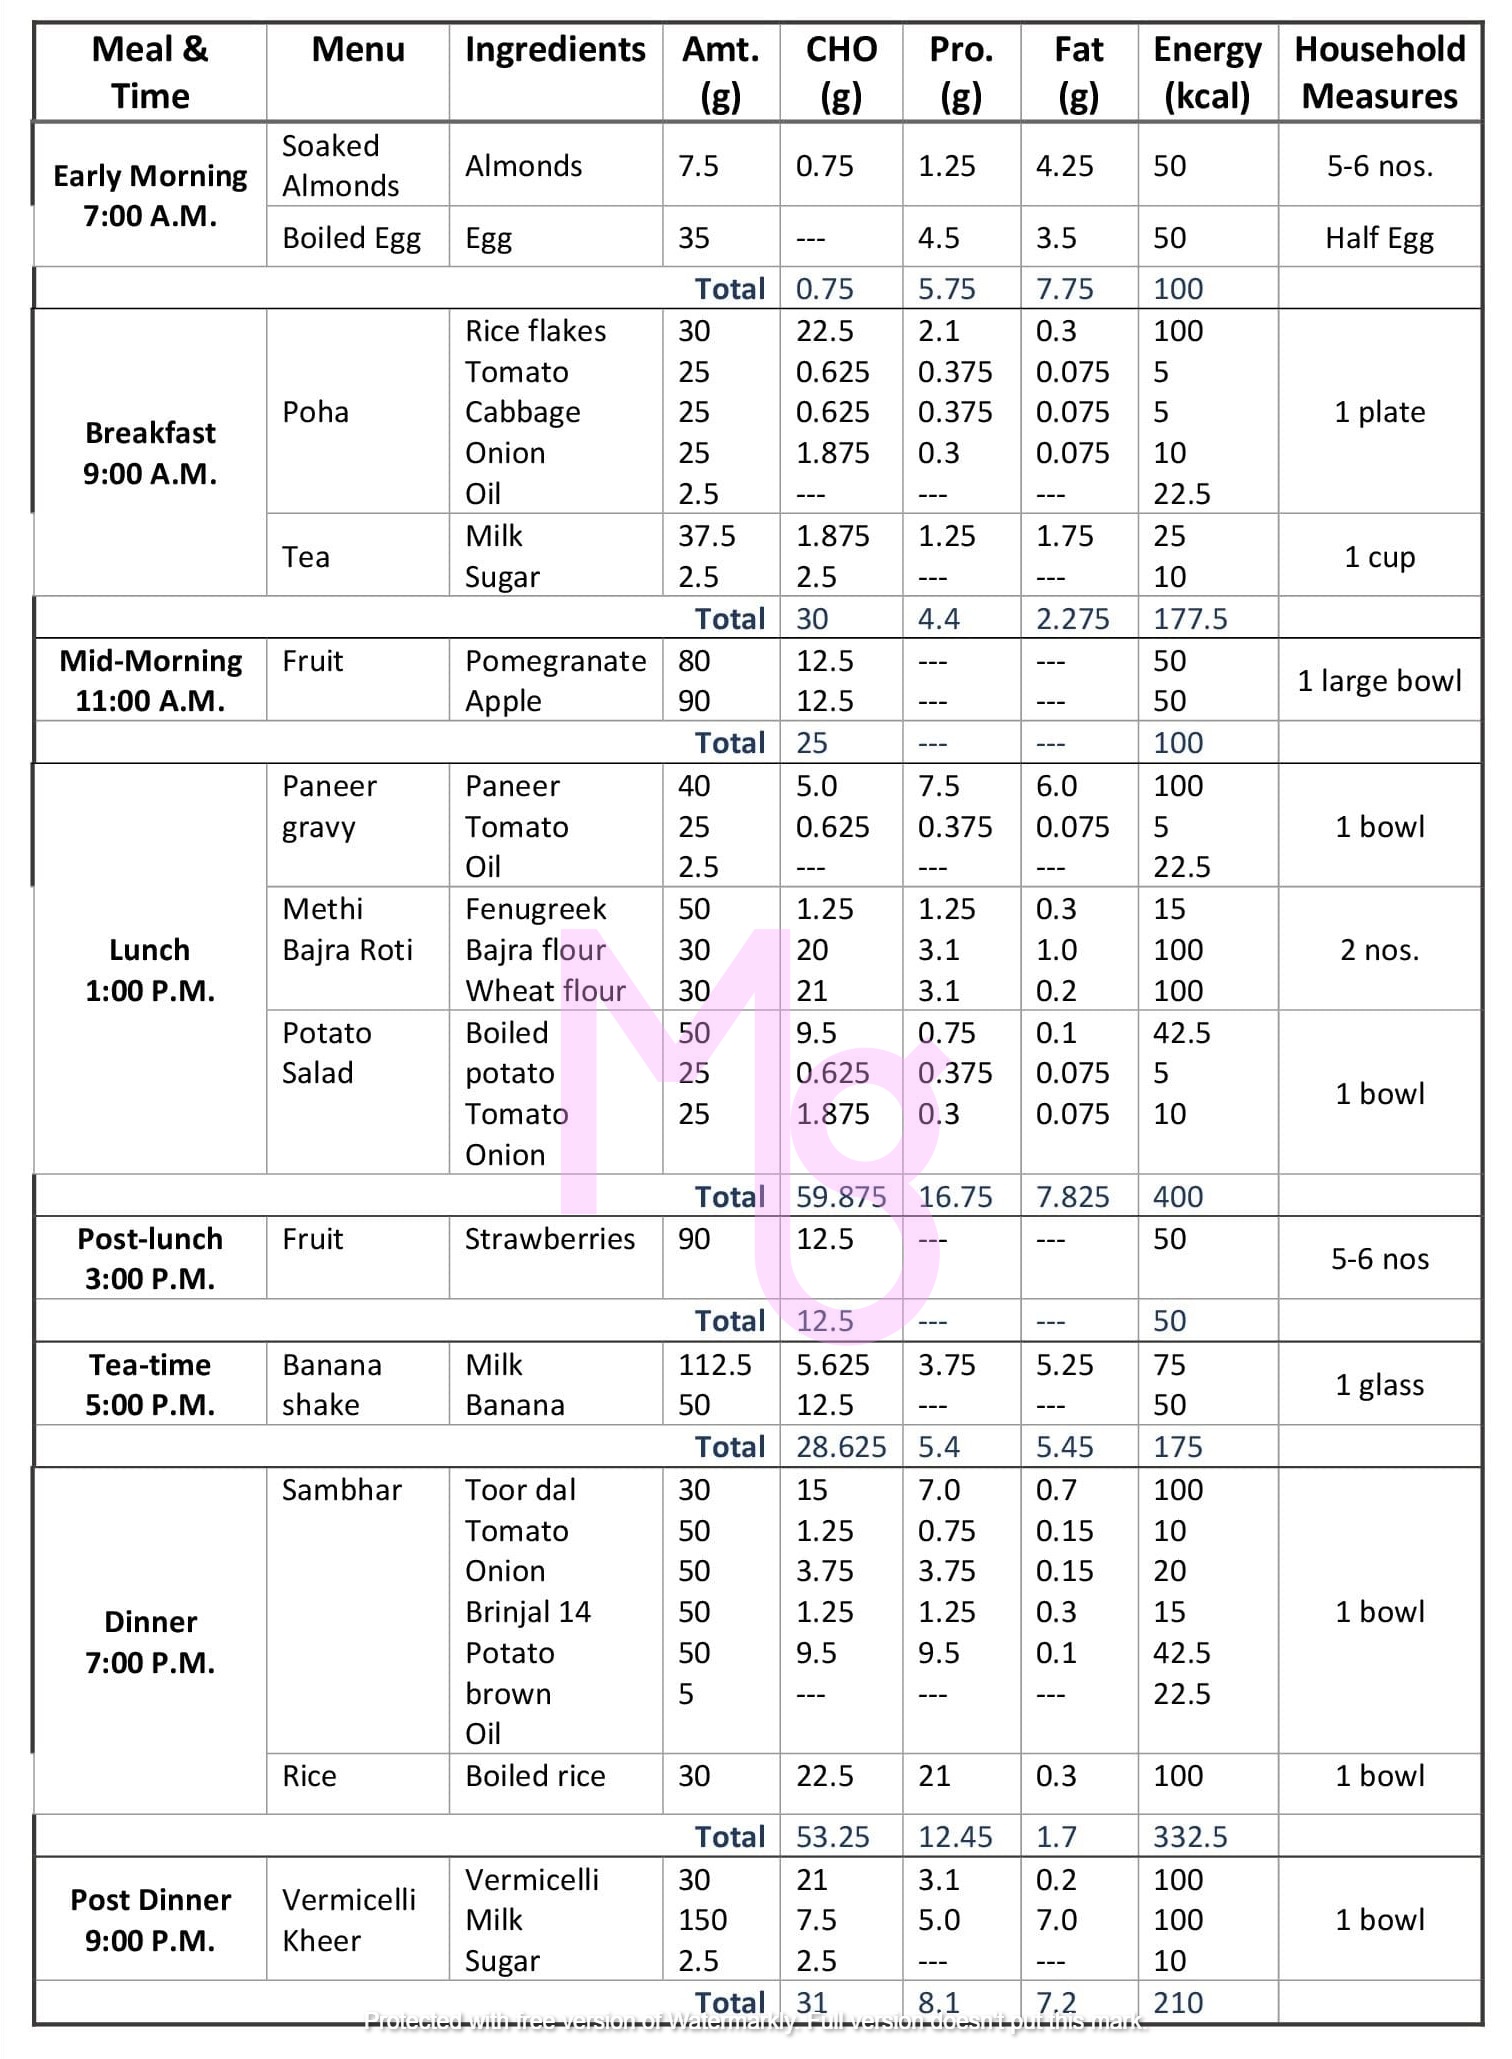 Meal & Time Menu Ingredients Amt. (g) CHO (g) Pro. (g) Fat (g) Energy (kcal) Household Measures
Early Morning 7:00 A.M.
Soaked Almonds Almonds 7.5 0.75 1.25 4.25 50 5-6 nos.
Boiled Egg Egg 35 --- 4.5 3.5 50 Half Egg
Total 0.75 5.75 7.75 100
Breakfast 9:00 A.M.
Poha
Rice flakes 30 22.5 2.1 0.3 100
Tomato 25 0.625 0.375 0.075 5
Cabbage 25 0.625 0.375 0.075 5
Onion 25 1.875 0.3 0.075 10
Oil 2.5 --- --- --- 22.5
1 plate
Tea
Milk 37.5 1.875 1.25 1.75 25
Sugar 2.5 2.5 --- --- 10
1 cup
Total 30 4.4 2.275 177.5
Mid-Morning 11:00 A.M.
Fruit
Pomegranate 80 12.5 --- --- 50
Apple 90 12.5 --- --- 50
1 large bowl
Total 25 --- --- 100
Lunch 1:00 P.M.
Paneer gravy
Paneer 40 5.0 7.5 6.0 100
Tomato 25 0.625 0.375 0.075 5
Oil 2.5 --- --- --- 22.5
1 bowl
Methi Bajra Roti
Fenugreek 50 1.25 1.25 0.3 15
Bajra flour 30 20 3.1 1.0 100
Wheat flour 30 21 3.1 0.2 100
2 nos.
Potato Salad
Boiled 50 9.5 0.75 0.1 42.5
potato 25 0.625 0.375 0.075 5
Tomato 25 1.875 0.3 0.075 10
Onion
1 bowl
Total 59.875 16.75 7.825 400
Post-lunch 3:00 P.M.
Fruit Strawberries 90 12.5 --- --- 50 5-6 nos
Total 12.5 --- --- 50
Tea-time 5:00 P.M.
Banana shake
Milk 112.5 5.625 3.75 5.25 75
Banana 50 12.5 --- --- 50
1 glass
Total 28.625 5.4 5.45 175
Dinner 7:00 P.M.
Sambhar
Toor dal 30 15 7.0 0.7 100
Tomato 50 1.25 0.75 0.15 10
Onion 50 3.75 3.75 0.15 20
Brinjal 14 50 1.25 1.25 0.3 15
Potato 50 9.5 9.5 0.1 42.5
brown 5 --- --- --- 22.5
Oil
1 bowl
Rice Boiled rice 30 22.5 21 0.3 100 1 bowl
Total 53.25 12.45 1.7 332.5
Post Dinner 9:00 P.M.
Vermicelli Kheer
Vermicelli 30 21 3.1 0.2 100
Milk 150 7.5 5.0 7.0 100
Sugar 2.5 2.5 --- --- 10
1 bowl
Total 31 8.1 7.2 210
Mg
Protected with free version of Watermarkly. Full version doesn't put this mark.